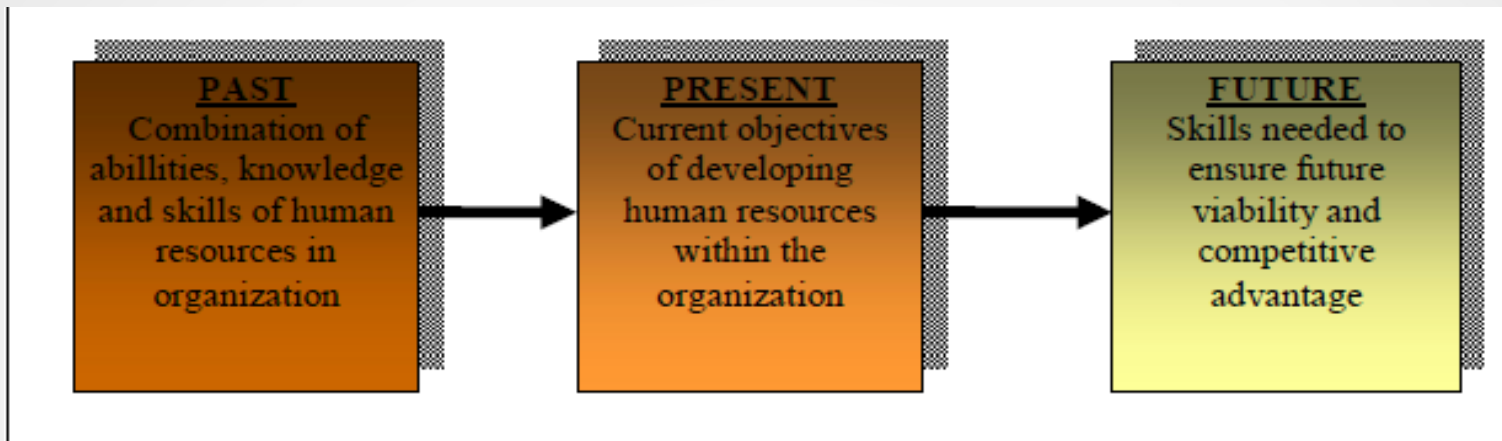 PAST
Combination of
abillities, knowledge
and skills of human
resources in
organization
PRESENT
Current objectives
of developing
human resources
within the
organization
FUTURE
Skills needed to
ensure future
viability and
competitive
advantage